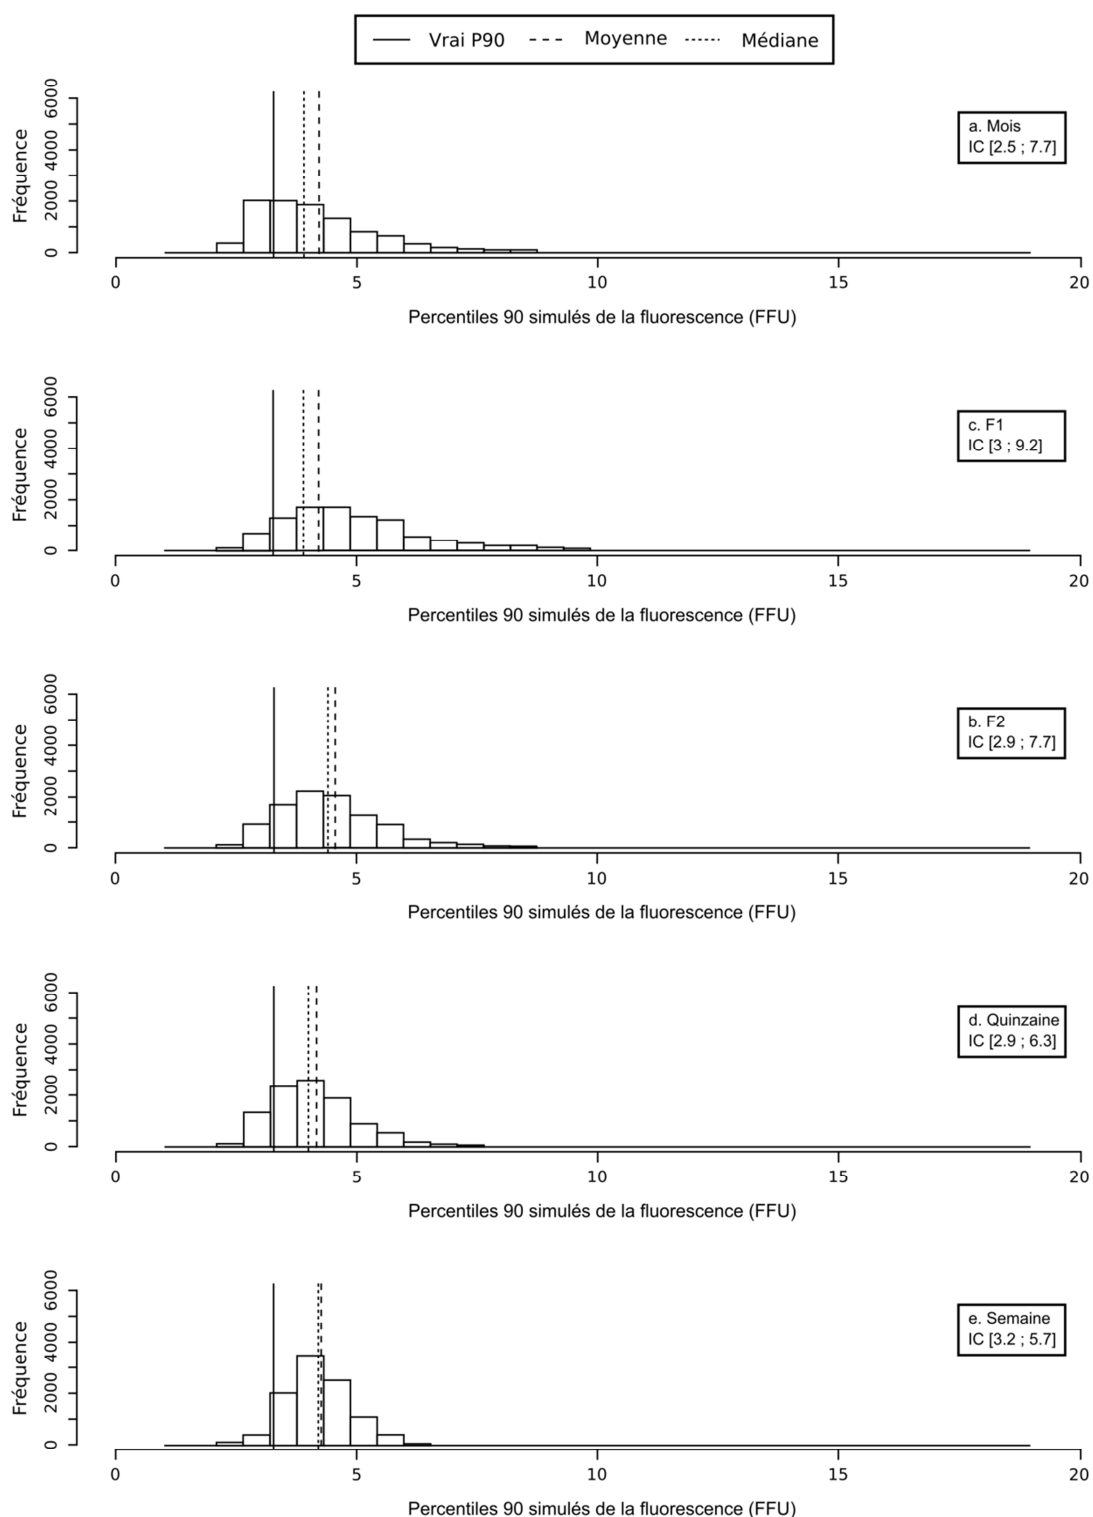 Vrai P90 Moyenne Médiane
Fréquence
0 2000 4000 6000
a. Mois
IC [2.5 ; 7.7]
0 5 10 15 20
Percentiles 90 simulés de la fluorescence (FFU)
Fréquence
0 2000 4000 6000
c. F1
IC [3 ; 9.2]
0 5 10 15 20
Percentiles 90 simulés de la fluorescence (FFU)
Fréquence
0 2000 4000 6000
b. F2
IC [2.9 ; 7.7]
0 5 10 15 20
Percentiles 90 simulés de la fluorescence (FFU)
Fréquence
0 2000 4000 6000
d. Quinzaine
IC [2.9 ; 6.3]
0 5 10 15 20
Percentiles 90 simulés de la fluorescence (FFU)
Fréquence
0 2000 4000 6000
e. Semaine
IC [3.2 ; 5.7]
0 5 10 15 20
Percentiles 90 simulés de la fluorescence (FFU)